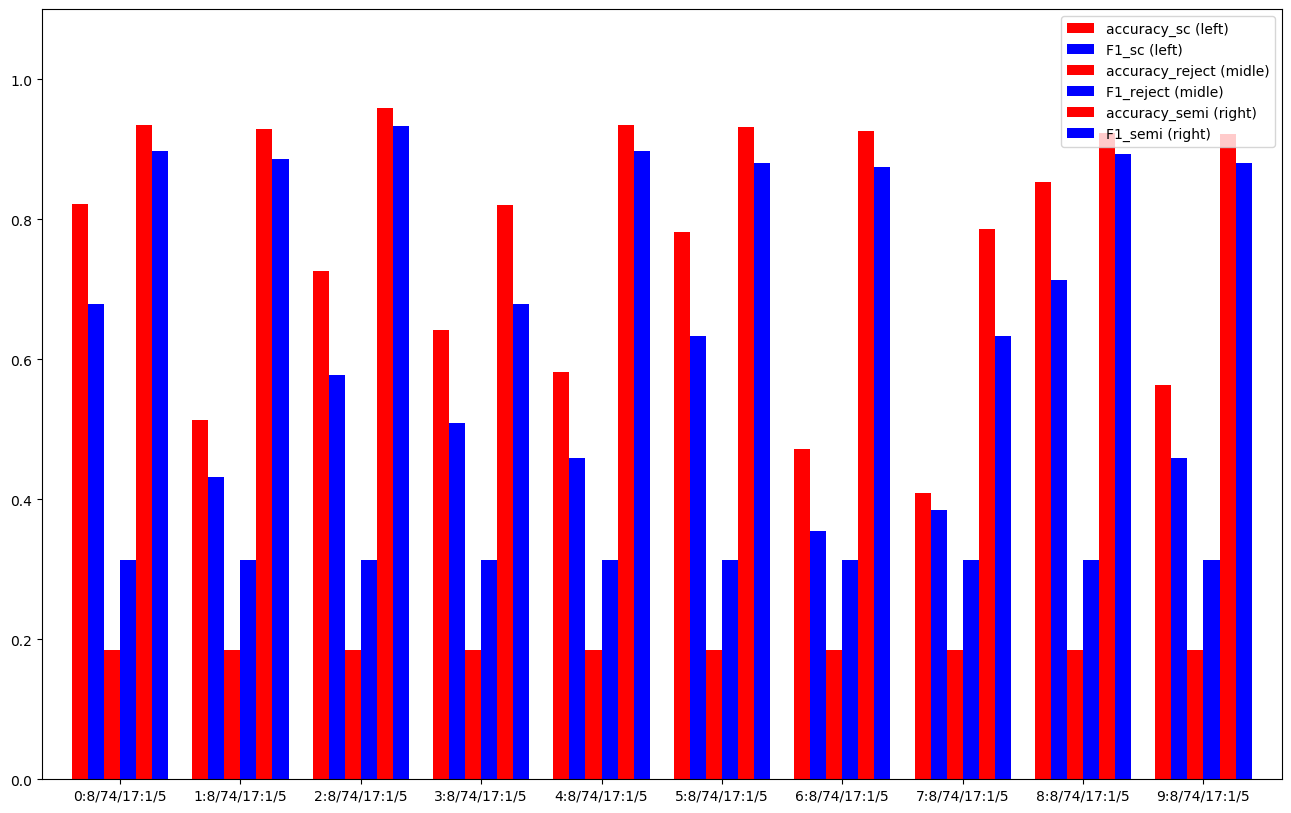 accuracy_sc (left)
F1_sc (left)
accuracy_reject (midle)
F1_reject (midle)
accuracy_semi (right)
F1_semi (right)
1.0
0.8
0.6
0.4
0.2
0.0
0:8/74/17:1/5 1:8/74/17:1/5 2:8/74/17:1/5 3:8/74/17:1/5 4:8/74/17:1/5 5:8/74/17:1/5 6:8/74/17:1/5 7:8/74/17:1/5 8:8/74/17:1/5 9:8/74/17:1/5